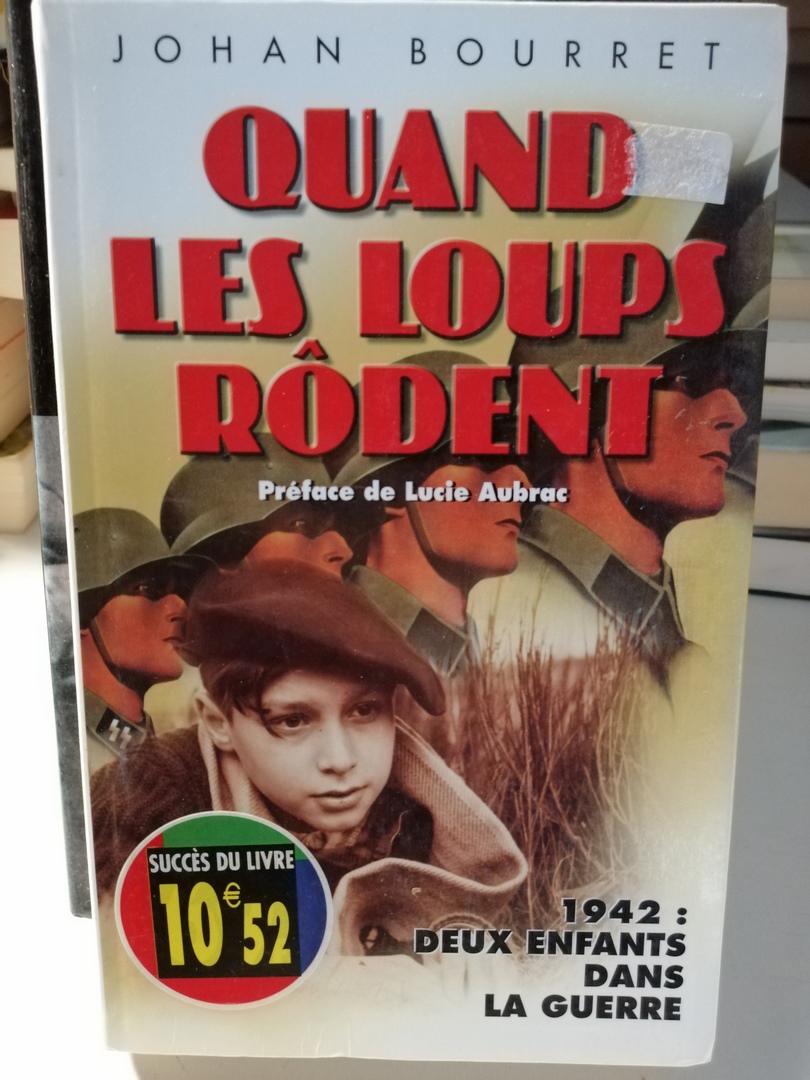 JOHAN BOURRET
QUAND
LES LOUPS
RÔDENT
Préface de Lucie Aubrac
SUCCÈS DU LIVRE
10€52
1942 :
DEUX ENFANTS
DANS
LA GUERRE